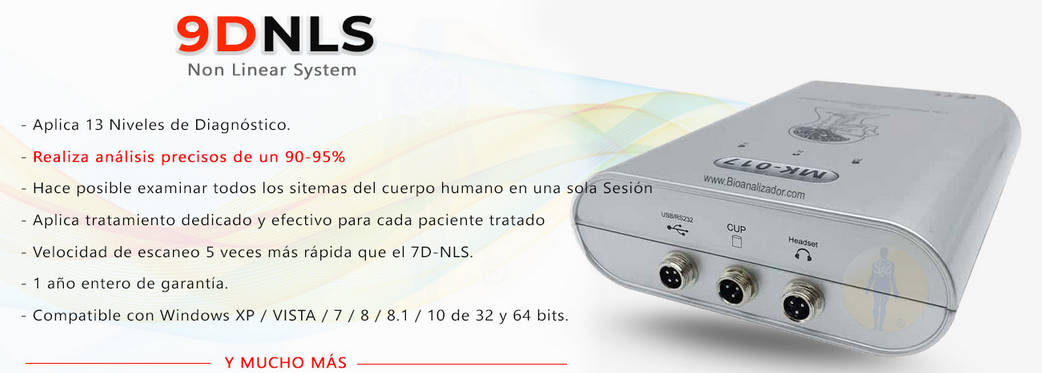 9DNLS
Non Linear System
- Aplica 13 Niveles de Diagnóstico.
- Realiza análisis precisos de un 90-95%
- Hace posible examinar todos los sitemas del cuerpo humano en una sola Sesión
- Aplica tratamiento dedicado y efectivo para cada paciente tratado
- Velocidad de escaneo 5 veces más rápida que el 7D-NLS.
- 1 año entero de garantía.
- Compatible con Windows XP / VISTA / 7 / 8 / 8.1 / 10 de 32 y 64 bits.
Y MUCHO MÁS
MK-017
www.Bioanalizador.com
USB/RS232
CUP
Headset
®